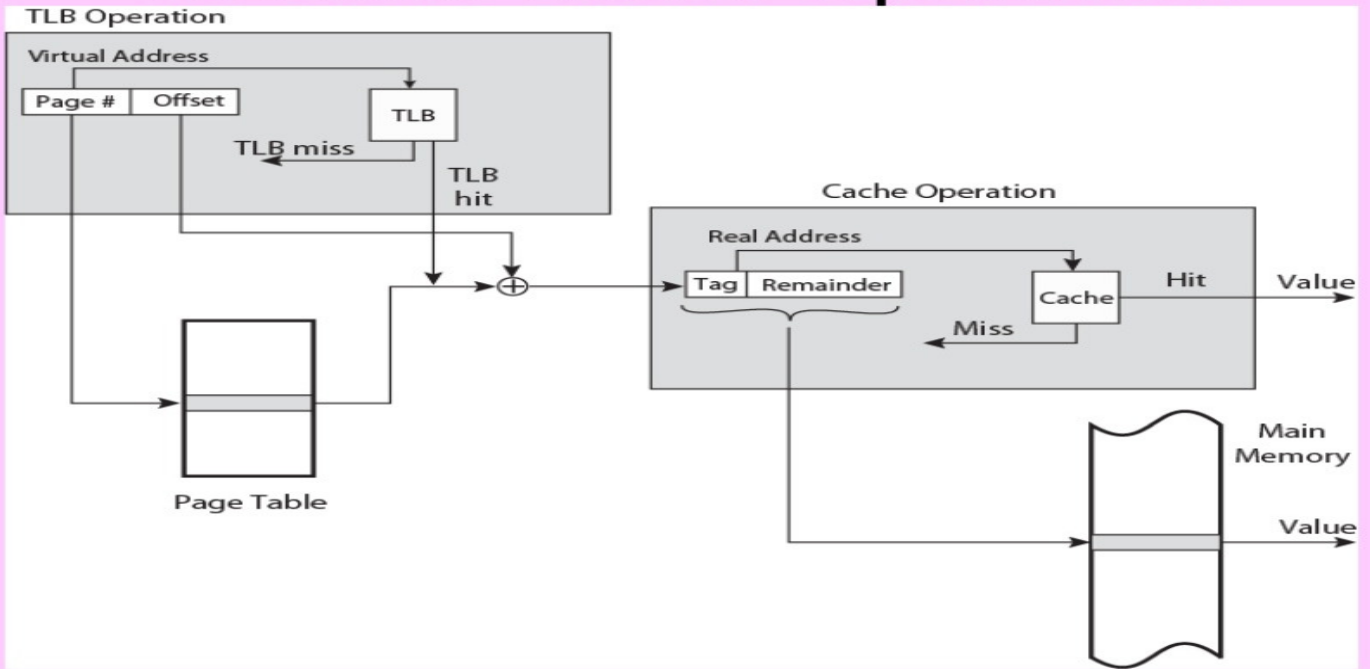 TLB Operation
Virtual Address
Page #
Offset
TLB
TLB miss
TLB
hit
Cache Operation
Real Address
Tag
Remainder
Cache
Hit
Value
Miss
Page Table
Main
Memory
Value